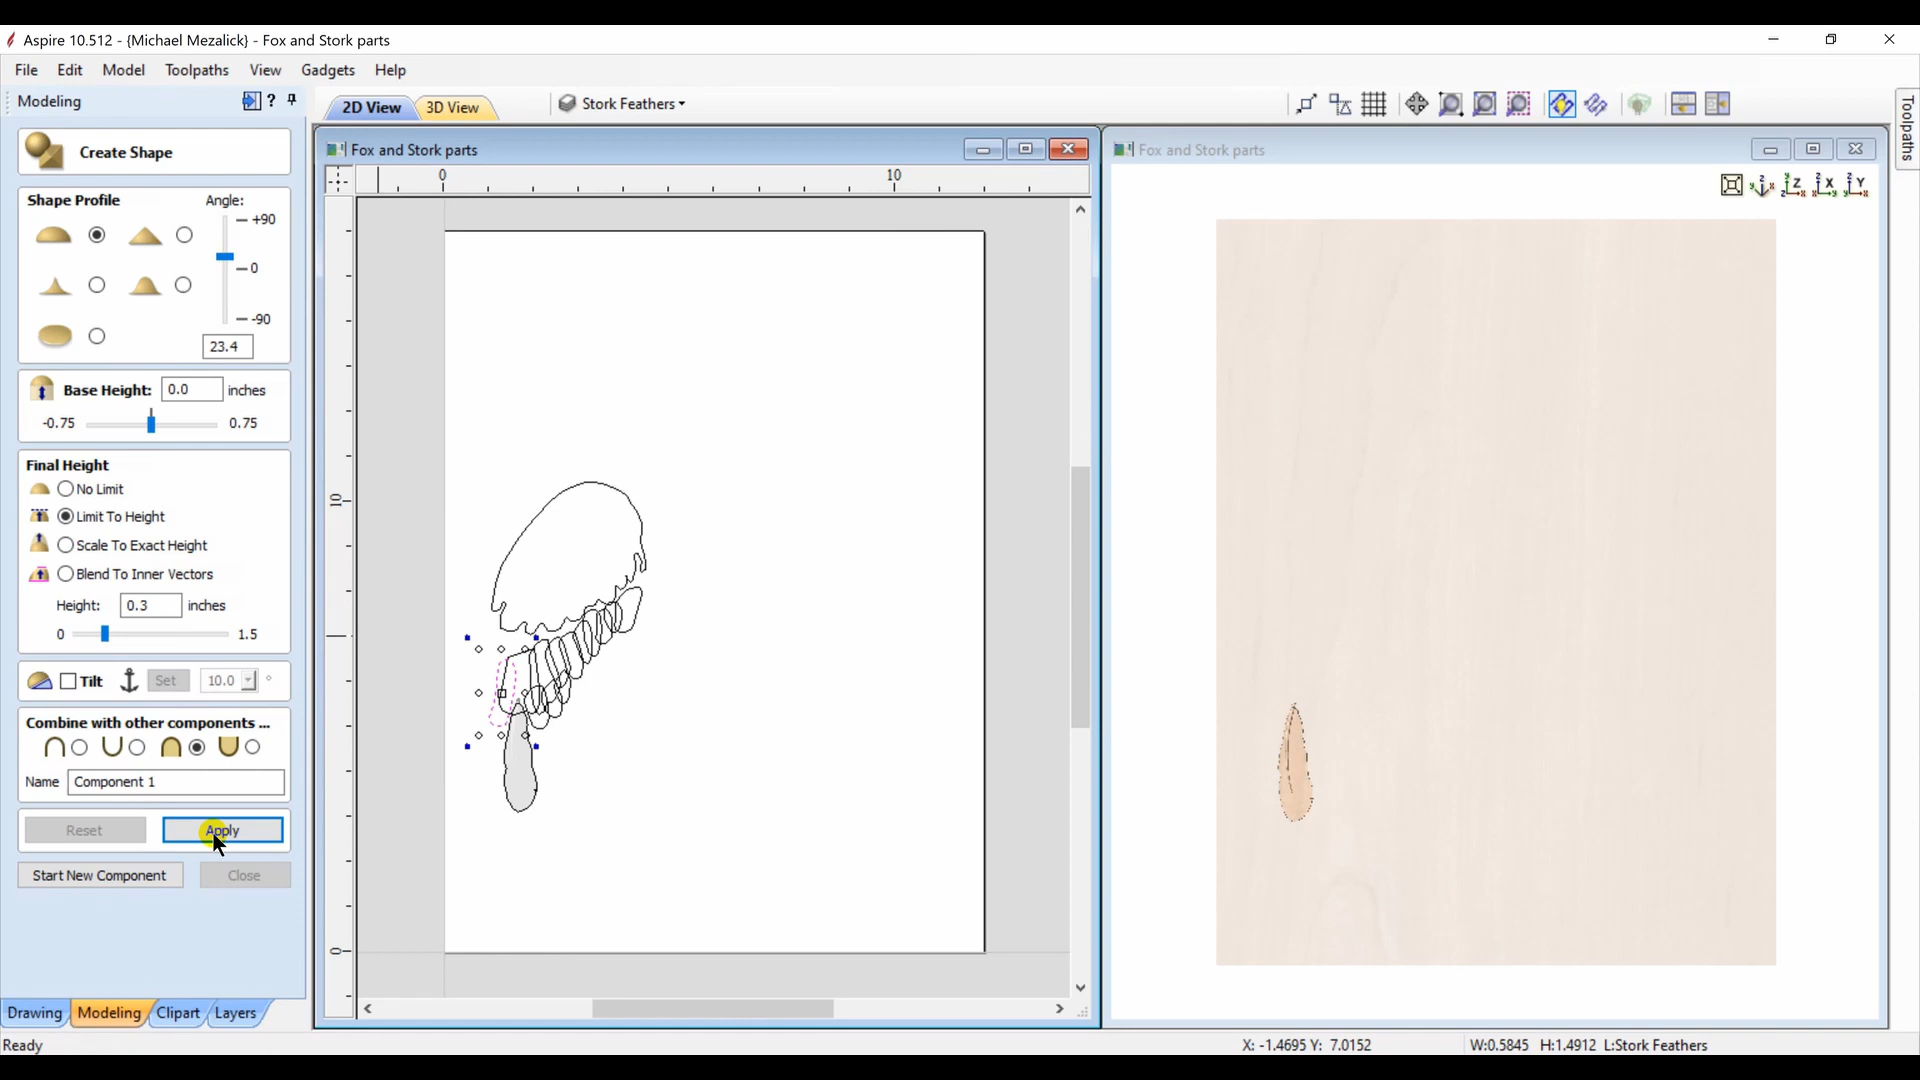 Aspire 10.512 - {Michael Mezalick} - Fox and Stork parts
File Edit Model Toolpaths View Gadgets Help
Modeling ?
2D View 3D View Stork Feathers
Toolpaths
Create Shape
Fox and Stork parts
Fox and Stork parts
0 10
Shape Profile Angle:
+90
0
-90
23.4
Base Height: 0.0 inches
-0.75 0.75
Final Height
No Limit
Limit To Height
Scale To Exact Height
Blend To Inner Vectors
Height: 0.3 inches
0 1.5
Tilt Set 10.0 °
Combine with other components ...
Name Component 1
Reset Apply
Start New Component Close
10
0
Z X Y
Drawing Modeling Clipart Layers
Ready X: -1.4695 Y: 7.0152 W:0.5845 H:1.4912 L:Stork Feathers